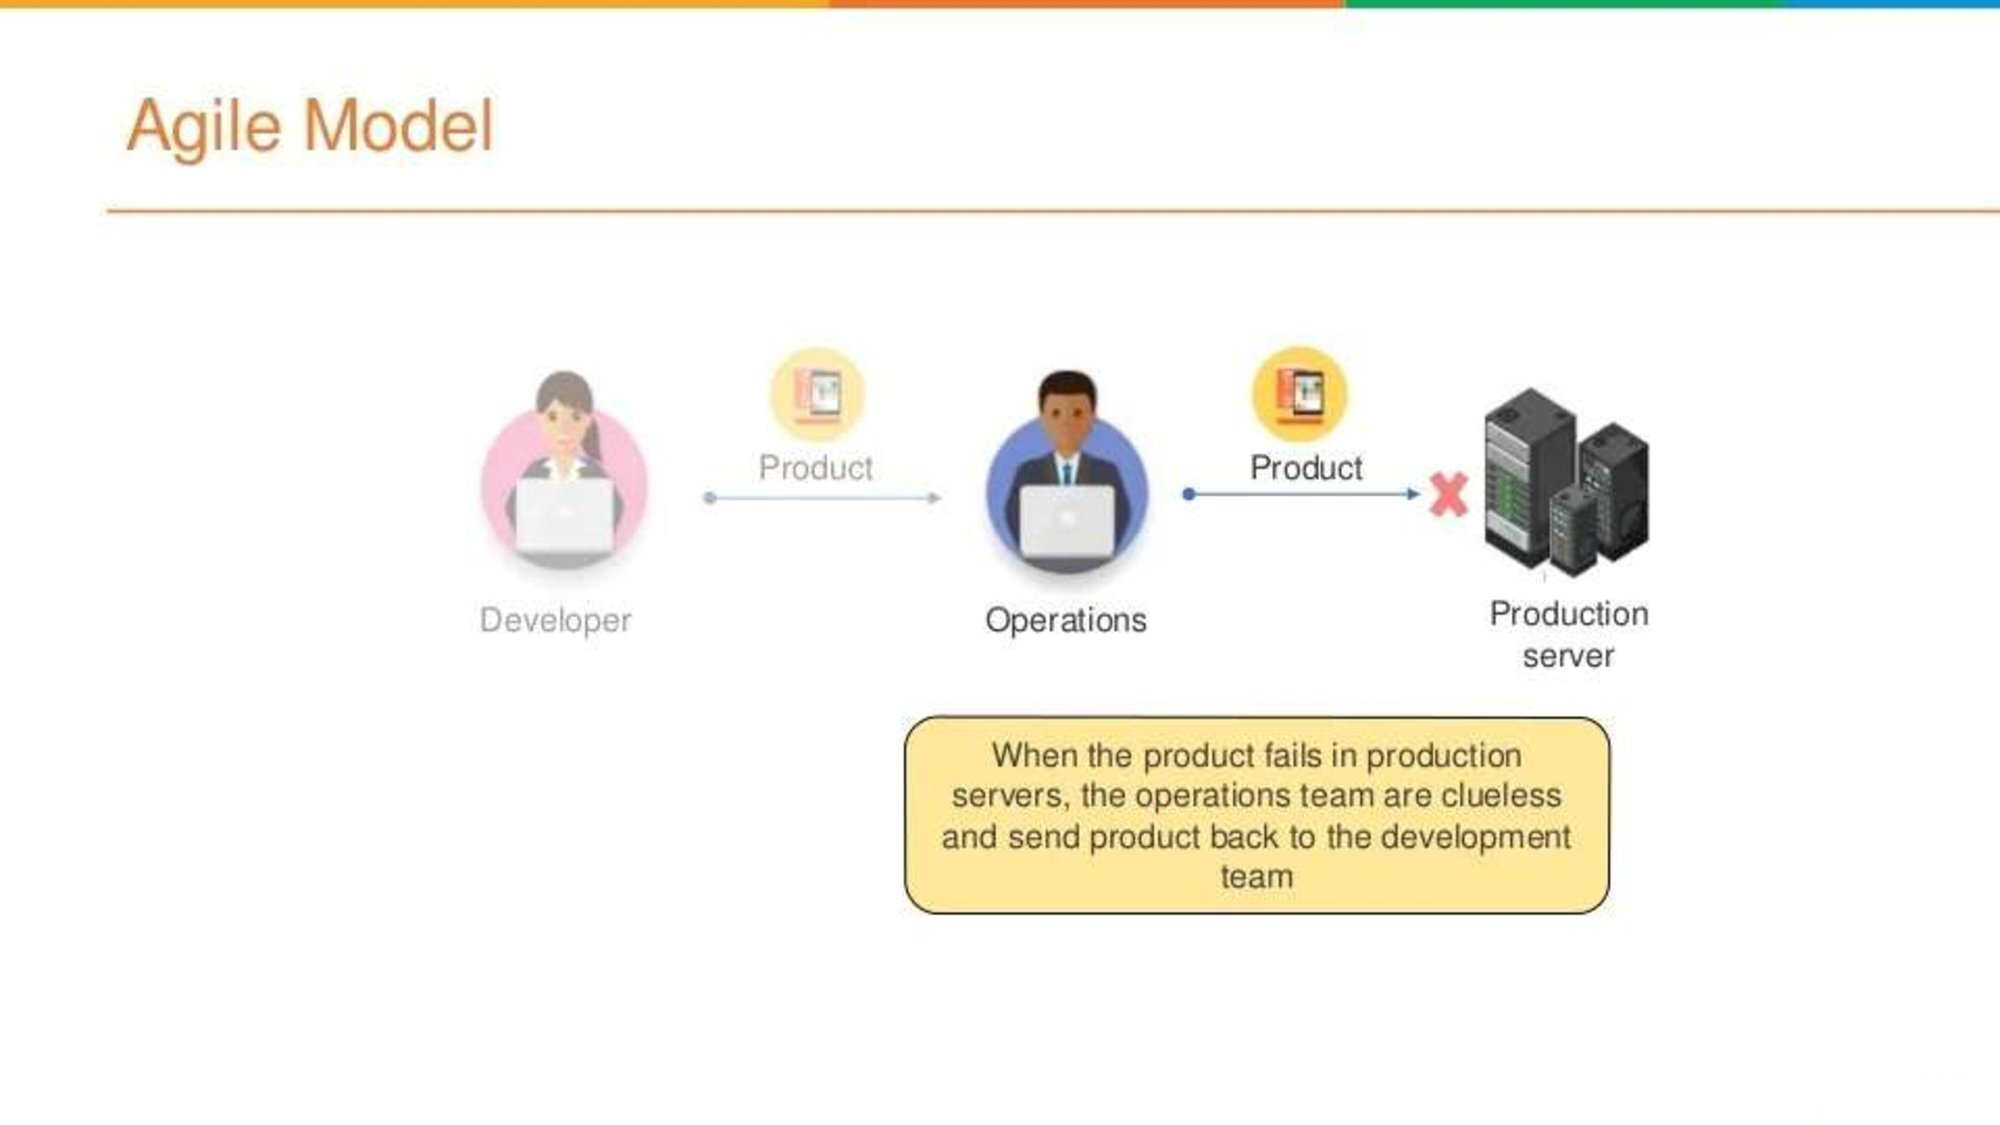 Agile Model
Product
Product
Developer
Operations
Production
server
When the product fails in production
servers, the operations team are clueless
and send product back to the development
team